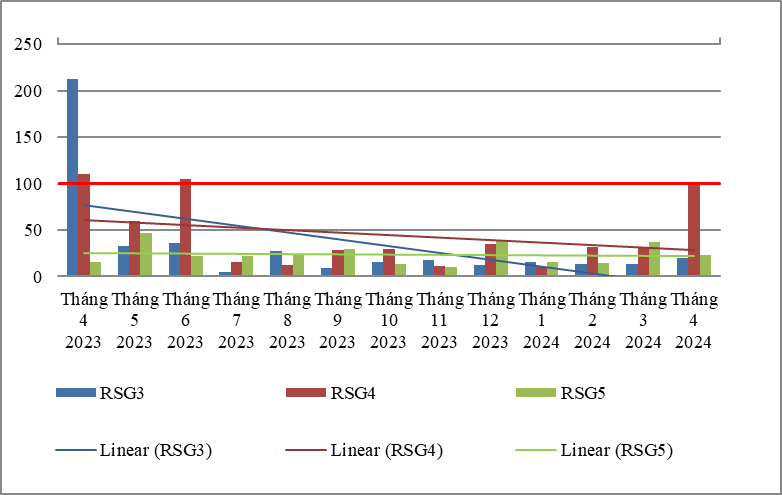 250
200
150
100
50
0
Tháng Tháng Tháng Tháng Tháng Tháng Tháng Tháng Tháng Tháng Tháng Tháng Tháng
4 5 6 7 8 9 10 11 12 1 2 3 4
2023 2023 2023 2023 2023 2023 2023 2023 2023 2024 2024 2024 2024
RSG3 RSG4 RSG5
Linear (RSG3) Linear (RSG4) Linear (RSG5)